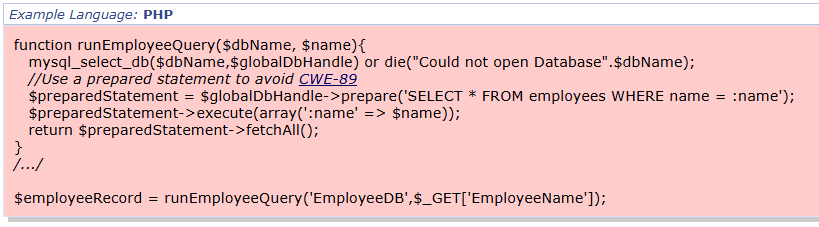 Example Language: PHP
function runEmployeeQuery($dbName, $name){
mysql_select_db($dbName,$globalDbHandle) or die("Could not open Database".$dbName);
//Use a prepared statement to avoid CWE-89
$preparedStatement = $globalDbHandle->prepare('SELECT * FROM employees WHERE name = :name');
$preparedStatement->execute(array(':name' => $name));
return $preparedStatement->fetchAll();
}
/.../
$employeeRecord = runEmployeeQuery('EmployeeDB',$_GET['EmployeeName']);